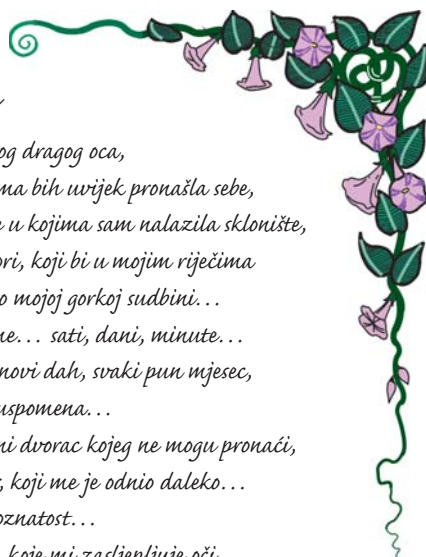 og dragog oca,
ma bih uvijek pronašla sebe,
u kojima sam nalazila sklonište,
ori, koji bi u mojim riječima
o mojoj gorkoj sudbini…
ne… sati, dani, minute…
novi dah, svaki pun mjesec,
uspomena…
ni dvorac kojeg ne mogu pronaći,
, koji me je odnio daleko…
oznatost…
koje mi zasljepljuje oči